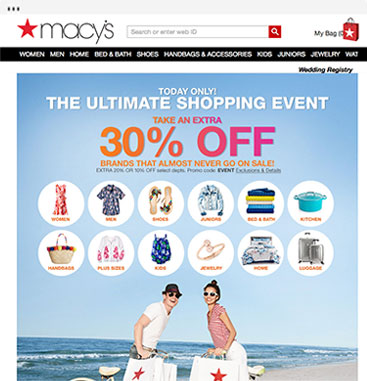 macy's
Search or enter web ID
My Bag (0)
WOMEN MEN HOME BED & BATH SHOES HANDBAGS & ACCESSORIES KIDS JUNIORS JEWELRY WAT
Wedding Registry
TODAY ONLY!
THE ULTIMATE SHOPPING EVENT
TAKE AN EXTRA
30% OFF
BRANDS THAT ALMOST NEVER GO ON SALE!
EXTRA 20% OR 10% OFF select depts. Promo code: EVENT Exclusions & Details
WOMEN MEN SHOES JUNIORS BED & BATH KITCHEN
HANDBAGS PLUS SIZES KIDS JEWELRY HOME LUGGAGE